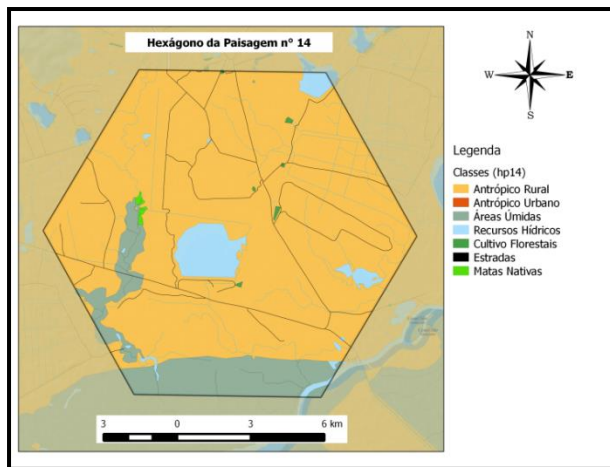 Hexágono da Paisagem nº 14
N
W E
S
Legenda
Classes (hp14)
Antrópico Rural
Antrópico Urbano
Áreas Úmidas
Recursos Hídricos
Cultivo Florestais
Estradas
Matas Nativas
3 0 3 6 km